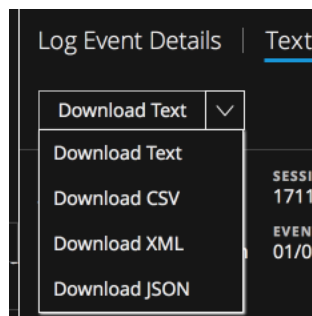 Log Event Details | Text
Download Text
Download Text
Download CSV
Download XML
Download JSON
SESSI
1711
EVEN
01/0